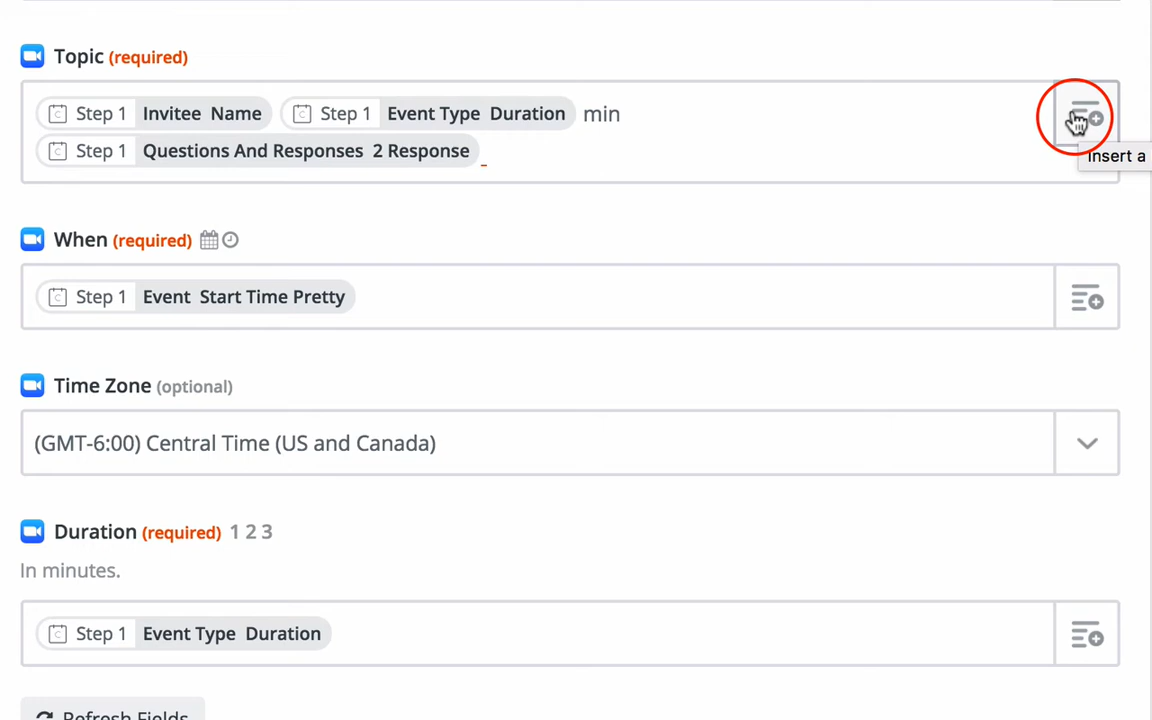 Topic (required)
Step 1 Invitee Name Step 1 Event Type Duration min
Step 1 Questions And Responses 2 Response
Insert a
When (required)
Step 1 Event Start Time Pretty
Time Zone (optional)
(GMT-6:00) Central Time (US and Canada)
Duration (required) 1 2 3
In minutes.
Step 1 Event Type Duration
Refresh Fields